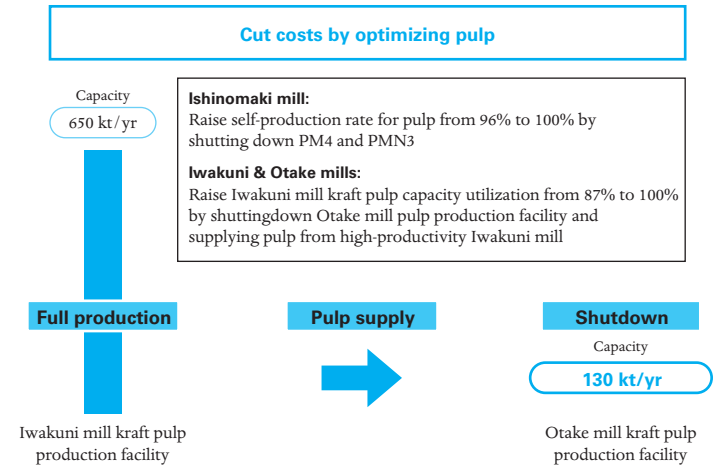 Cut costs by optimizing pulp
Capacity
650 kt/yr
Ishinomaki mill:
Raise self-production rate for pulp from 96% to 100% by
shutting down PM4 and PMN3
Iwakuni & Otake mills:
Raise Iwakuni mill kraft pulp capacity utilization from 87% to 100%
by shuttingdown Otake mill pulp production facility and
supplying pulp from high-productivity Iwakuni mill
Full production
Pulp supply
Shutdown
Capacity
130 kt/yr
Iwakuni mill kraft pulp
production facility
Otake mill kraft pulp
production facility